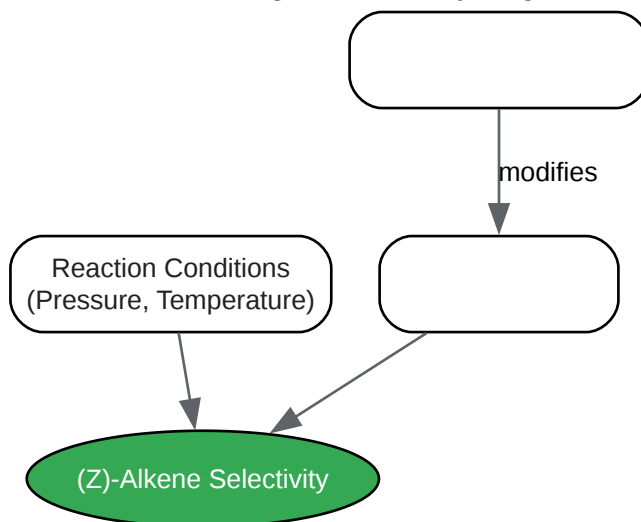 modifies
Reaction Conditions
(Pressure, Temperature)
(Z)-Alkene Selectivity